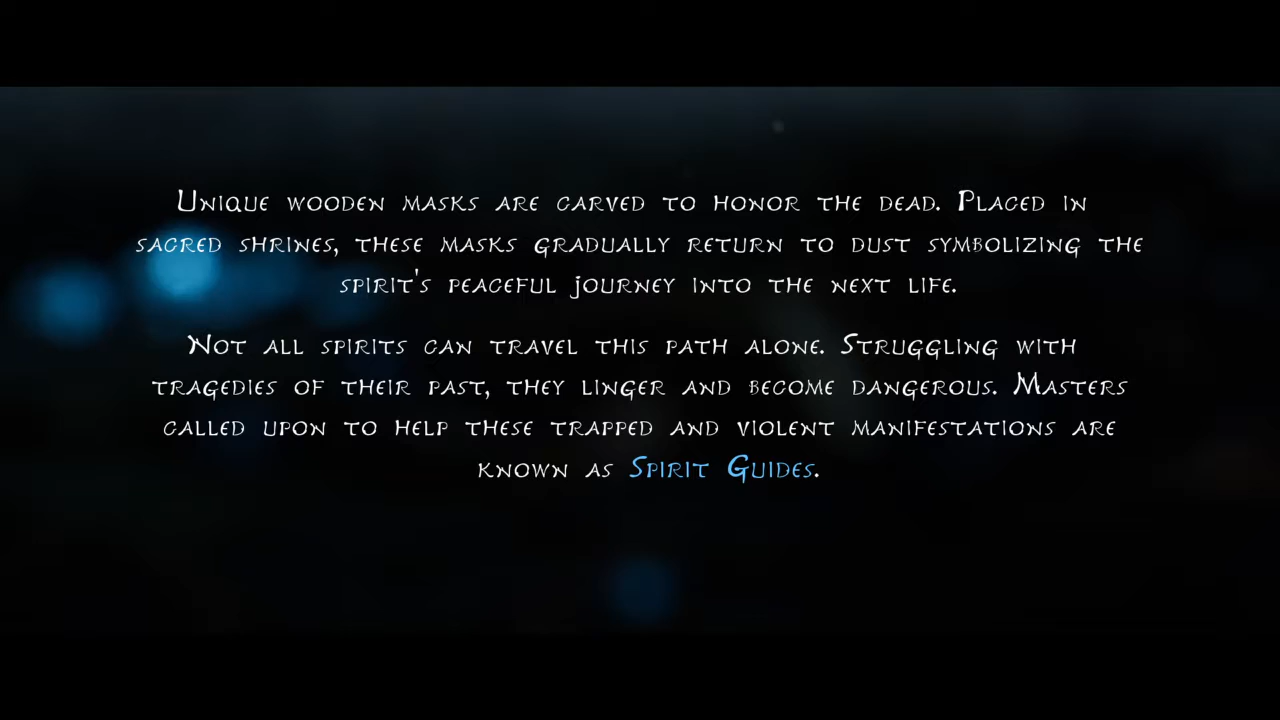 Unique wooden masks are carved to honor the dead. Placed in
sacred shrines, these masks gradually return to dust symbolizing the
spirit's peaceful journey into the next life.
Not all spirits can travel this path alone. Struggling with
tragedies of their past, they linger and become dangerous. Masters
called upon to help these trapped and violent manifestations are
known as Spirit Guides.